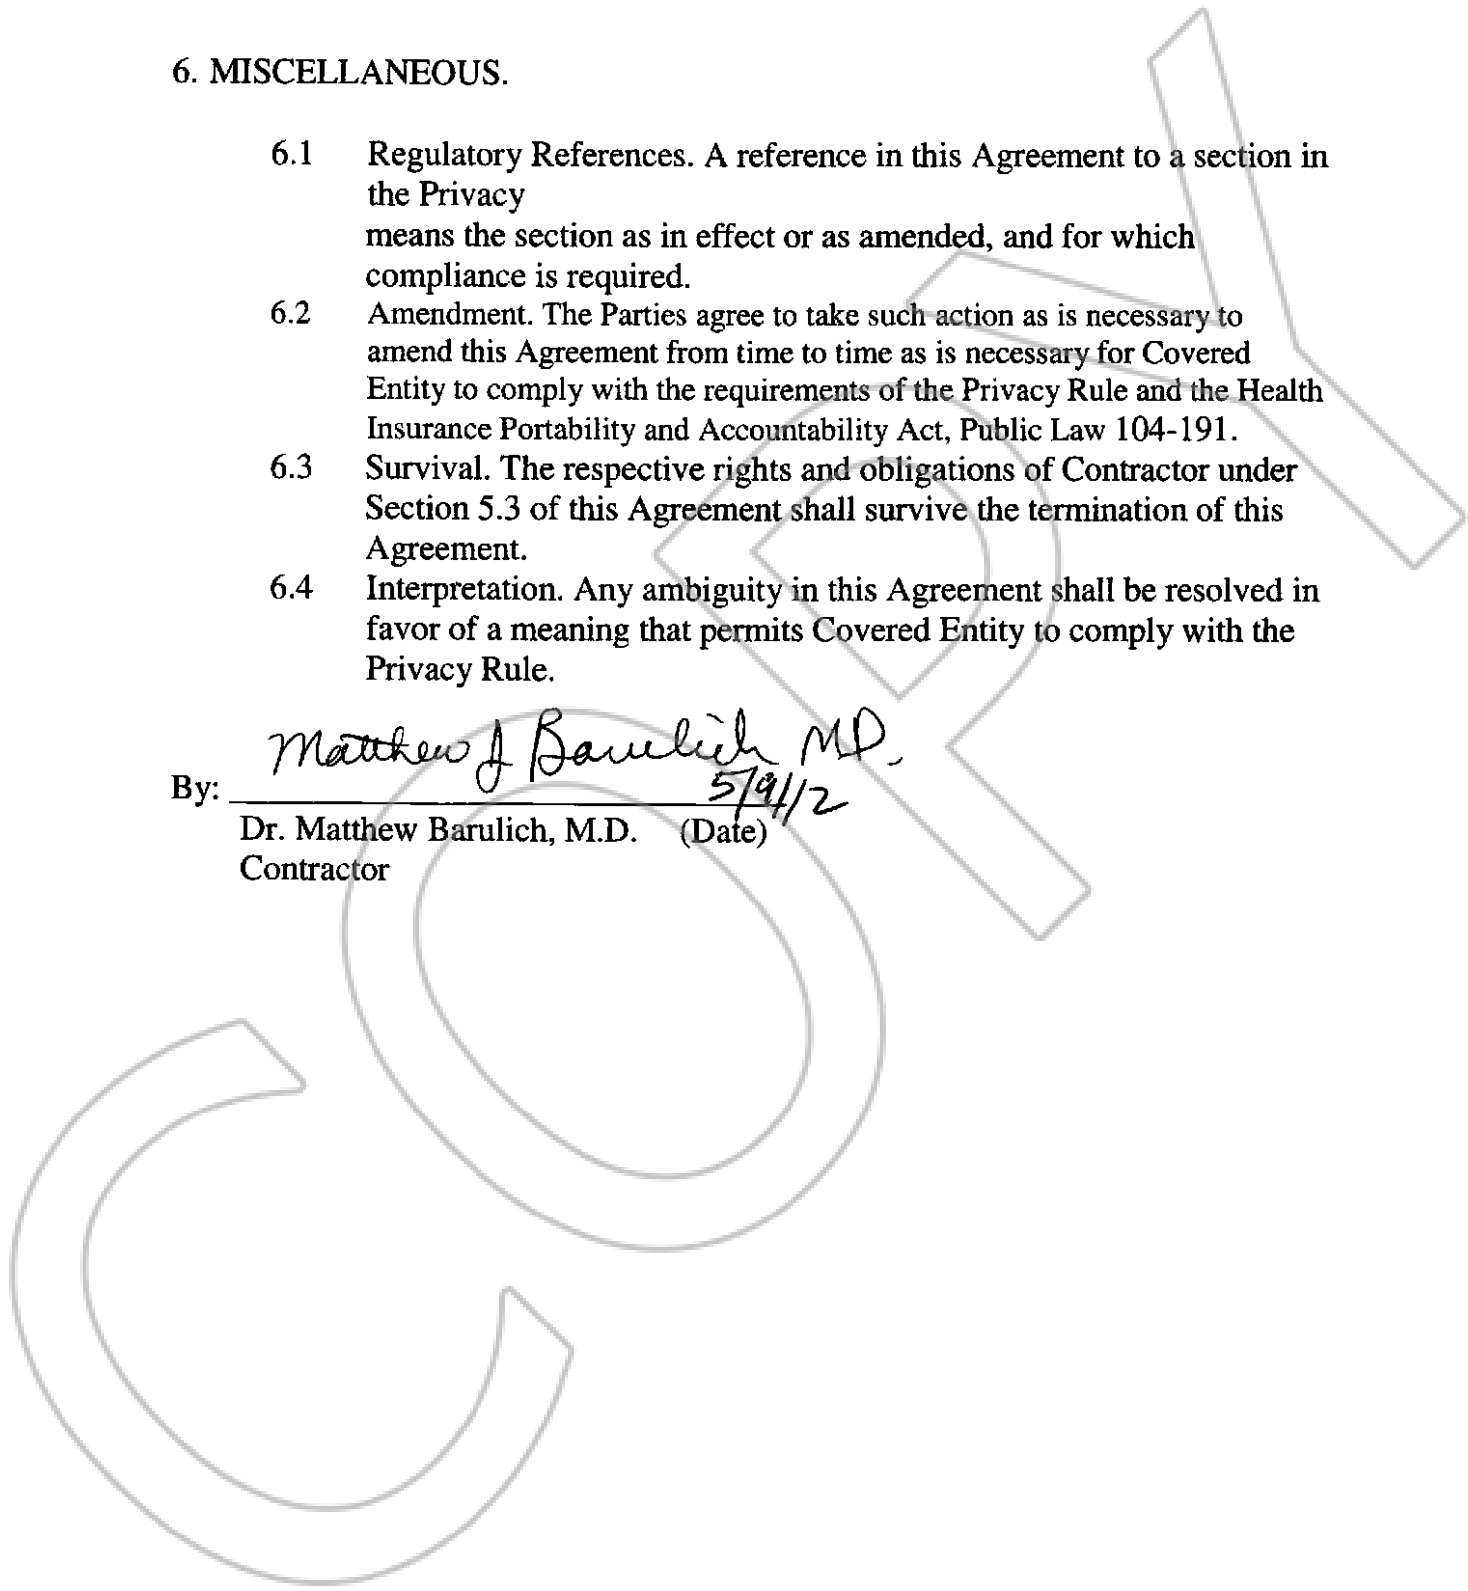 6. MISCELLANEOUS.
6.1 Regulatory References. A reference in this Agreement to a section in
the Privacy
means the section as in effect or as amended, and for which
compliance is required.
6.2 Amendment. The Parties agree to take such action as is necessary to
amend this Agreement from time to time as is necessary for Covered
Entity to comply with the requirements of the Privacy Rule and the Health
Insurance Portability and Accountability Act, Public Law 104-191.
6.3 Survival. The respective rights and obligations of Contractor under
Section 5.3 of this Agreement shall survive the termination of this
Agreement.
6.4 Interpretation. Any ambiguity in this Agreement shall be resolved in
favor of a meaning that permits Covered Entity to comply with the
Privacy Rule.
Matthew J Barulich MD.
By: 5/9/12
Dr. Matthew Barulich, M.D. (Date)
Contractor
COPY